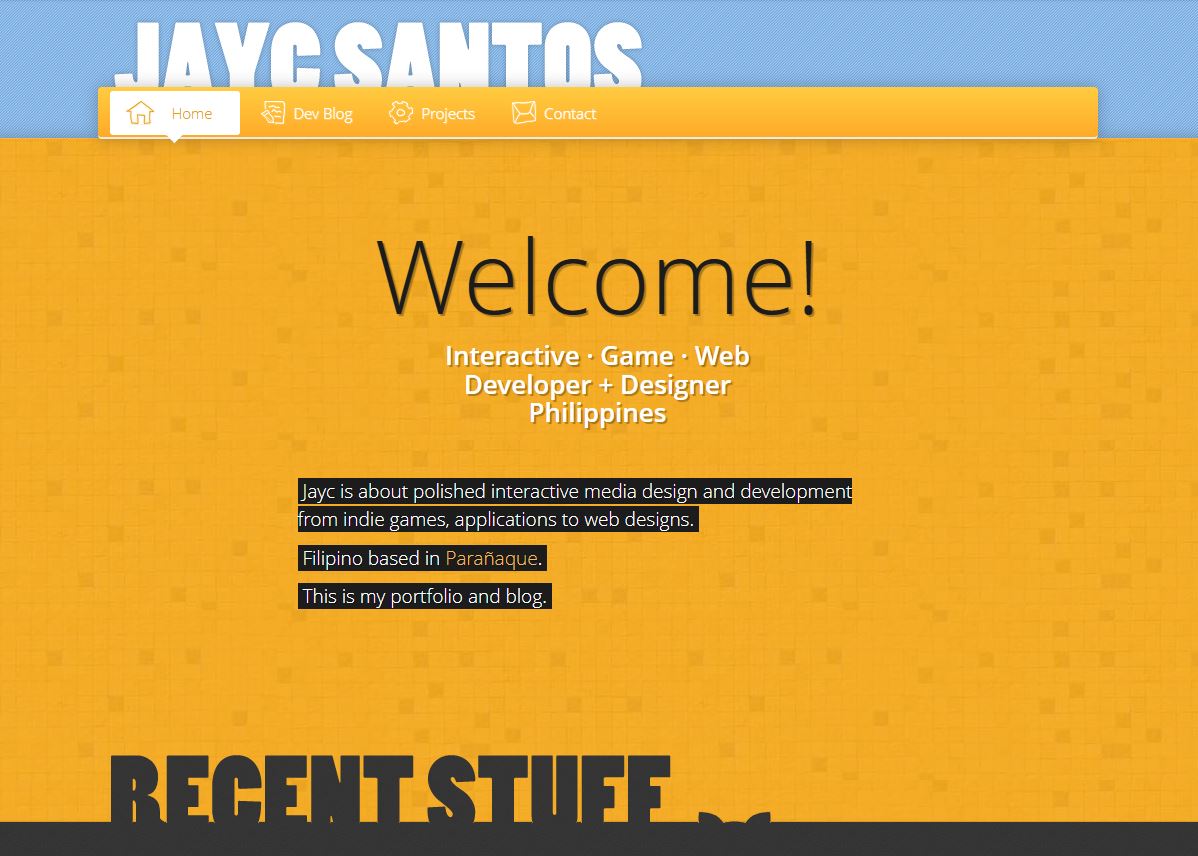 JAYC SANTOS
Home Dev Blog Projects Contact
Welcome!
Interactive · Game · Web
Developer + Designer
Philippines
Jayc is about polished interactive media design and development
from indie games, applications to web designs.
Filipino based in Parañaque.
This is my portfolio and blog.
RECENT STUFF